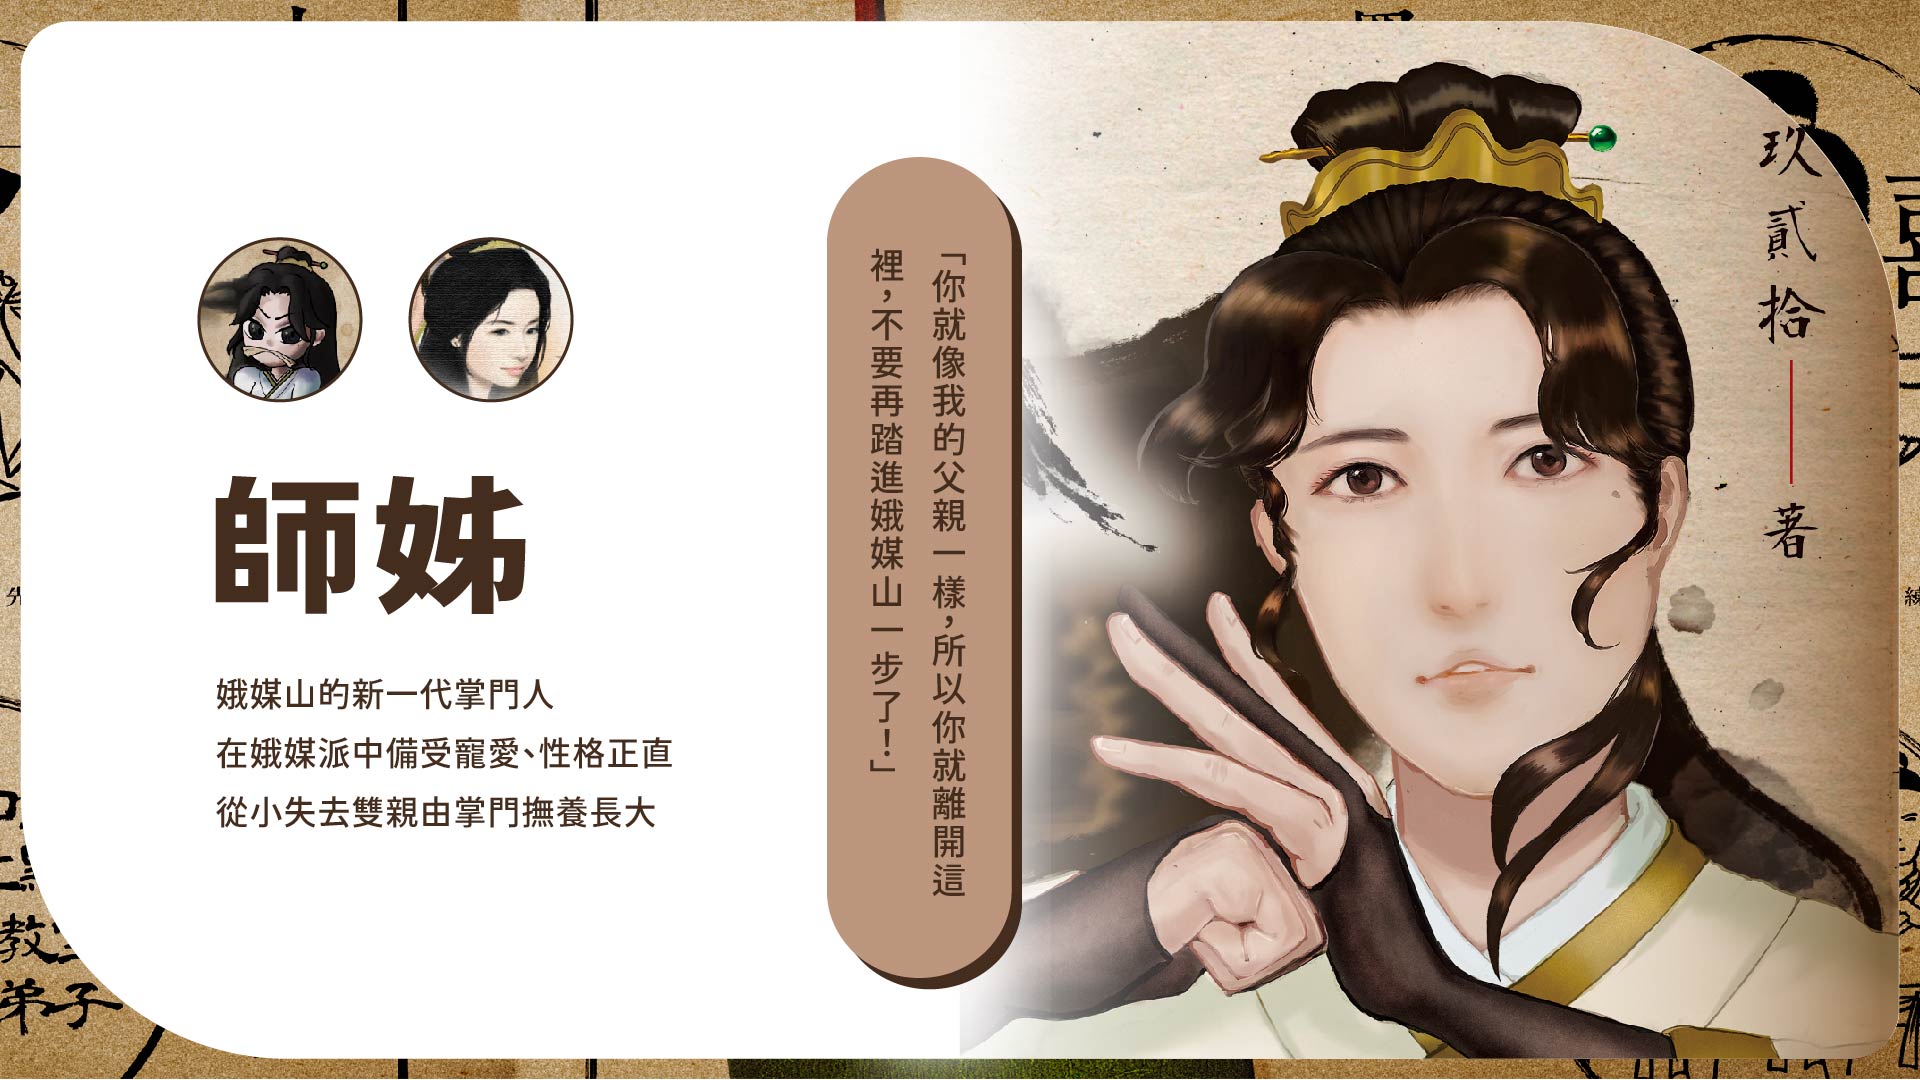 師姊
娥媒山的新一代掌門人
在娥媒派中備受寵愛、性格正直
從小失去雙親由掌門撫養長大
「你就像我的父親一樣，所以你就離開這
裡，不要再踏進娥媒山一步了！」
玖貳拾
著
教
弟子